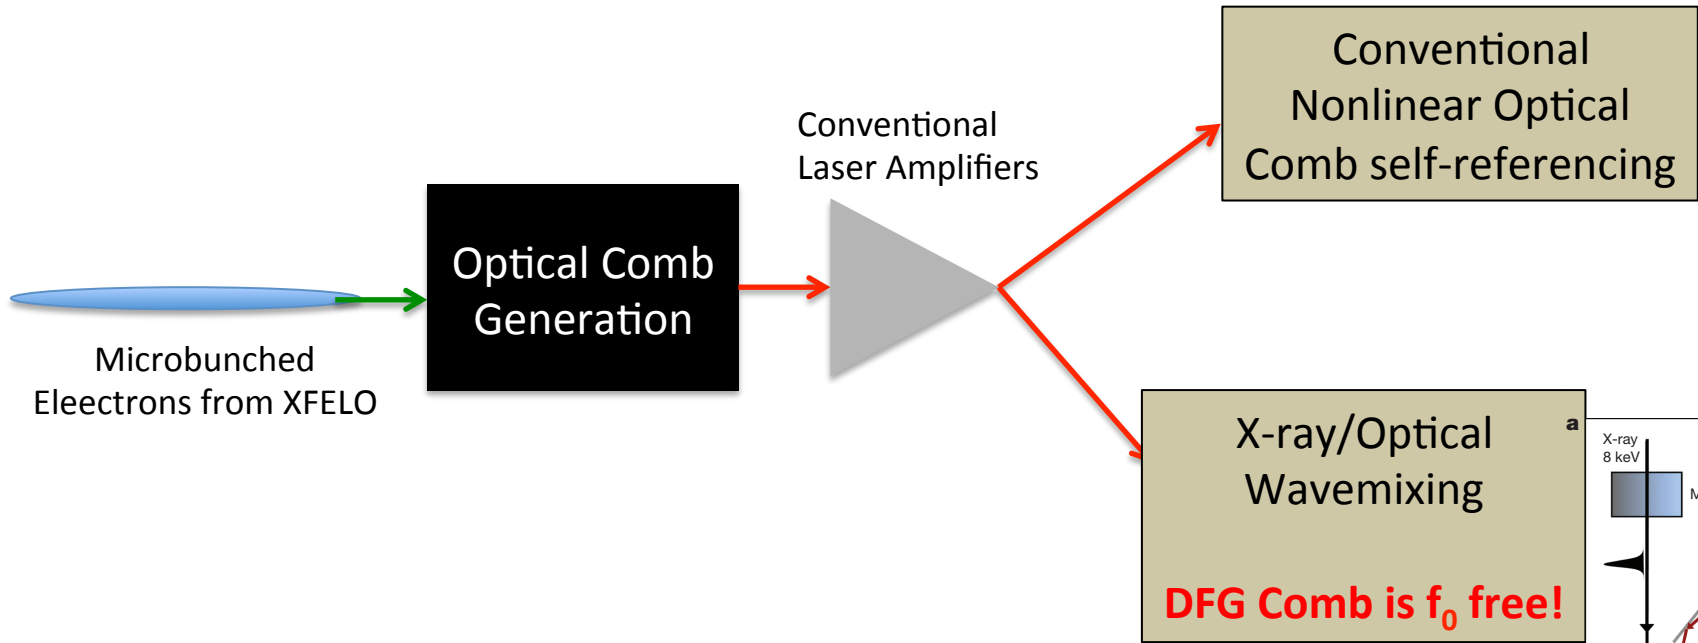 Conventional
Nonlinear Optical
Comb self-referencing
Conventional
Laser Amplifiers
Optical Comb
Generation
Microbunched
Eleectrons from XFELO
X-ray/Optical
Wavemixing
DFG Comb is f₀ free!
a
X-ray
8 keV